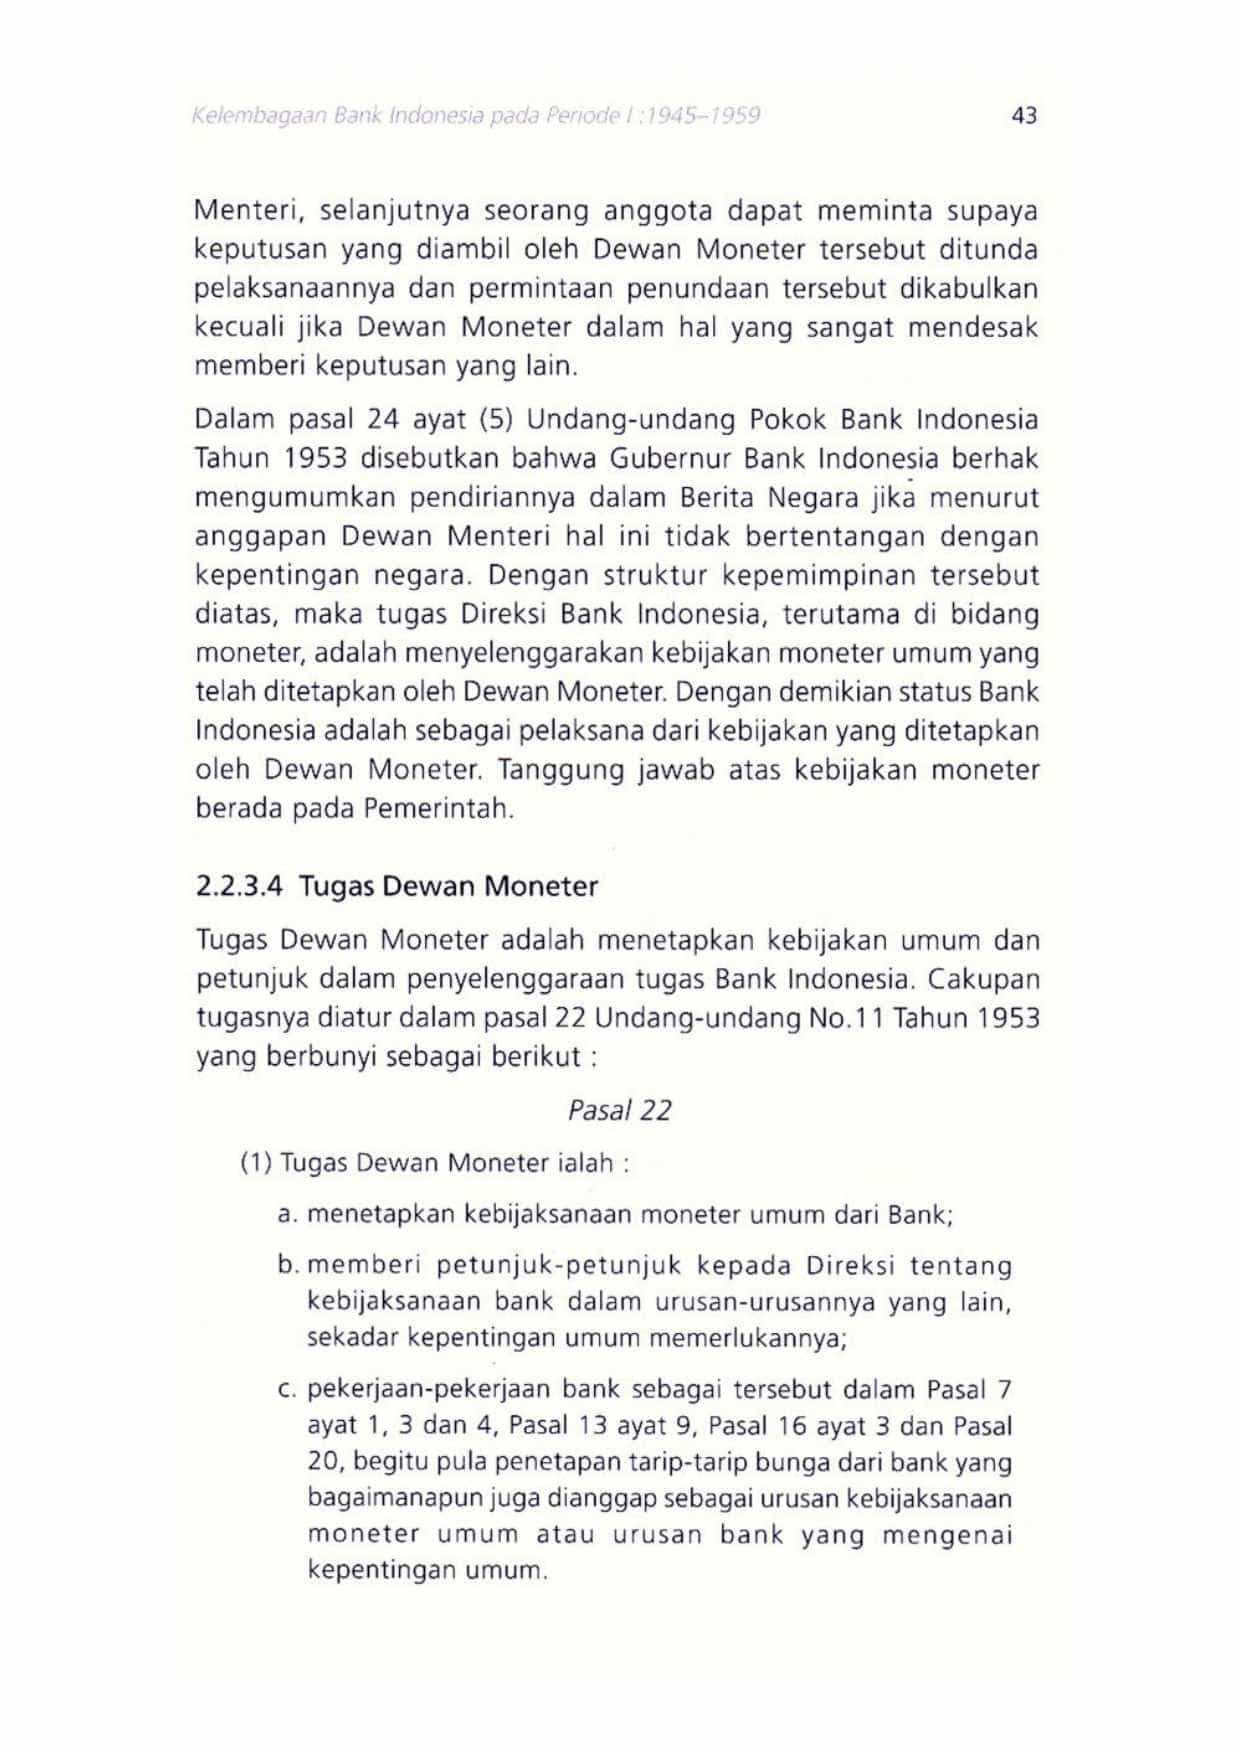 Kelembagaan Bank Indonesia pada Periode I :1945–1959 43
Menteri, selanjutnya seorang anggota dapat meminta supaya
keputusan yang diambil oleh Dewan Moneter tersebut ditunda
pelaksanaannya dan permintaan penundaan tersebut dikabulkan
kecuali jika Dewan Moneter dalam hal yang sangat mendesak
memberi keputusan yang lain.
Dalam pasal 24 ayat (5) Undang-undang Pokok Bank Indonesia
Tahun 1953 disebutkan bahwa Gubernur Bank Indonesia berhak
mengumumkan pendiriannya dalam Berita Negara jika menurut
anggapan Dewan Menteri hal ini tidak bertentangan dengan
kepentingan negara. Dengan struktur kepemimpinan tersebut
diatas, maka tugas Direksi Bank Indonesia, terutama di bidang
moneter, adalah menyelenggarakan kebijakan moneter umum yang
telah ditetapkan oleh Dewan Moneter. Dengan demikian status Bank
Indonesia adalah sebagai pelaksana dari kebijakan yang ditetapkan
oleh Dewan Moneter. Tanggung jawab atas kebijakan moneter
berada pada Pemerintah.
2.2.3.4 Tugas Dewan Moneter
Tugas Dewan Moneter adalah menetapkan kebijakan umum dan
petunjuk dalam penyelenggaraan tugas Bank Indonesia. Cakupan
tugasnya diatur dalam pasal 22 Undang-undang No.11 Tahun 1953
yang berbunyi sebagai berikut :
Pasal 22
(1) Tugas Dewan Moneter ialah :
a. menetapkan kebijaksanaan moneter umum dari Bank;
b. memberi petunjuk-petunjuk kepada Direksi tentang
kebijaksanaan bank dalam urusan-urusannya yang lain,
sekadar kepentingan umum memerlukannya;
c. pekerjaan-pekerjaan bank sebagai tersebut dalam Pasal 7
ayat 1, 3 dan 4, Pasal 13 ayat 9, Pasal 16 ayat 3 dan Pasal
20, begitu pula penetapan tarip-tarip bunga dari bank yang
bagaimanapun juga dianggap sebagai urusan kebijaksanaan
moneter umum atau urusan bank yang mengenai
kepentingan umum.